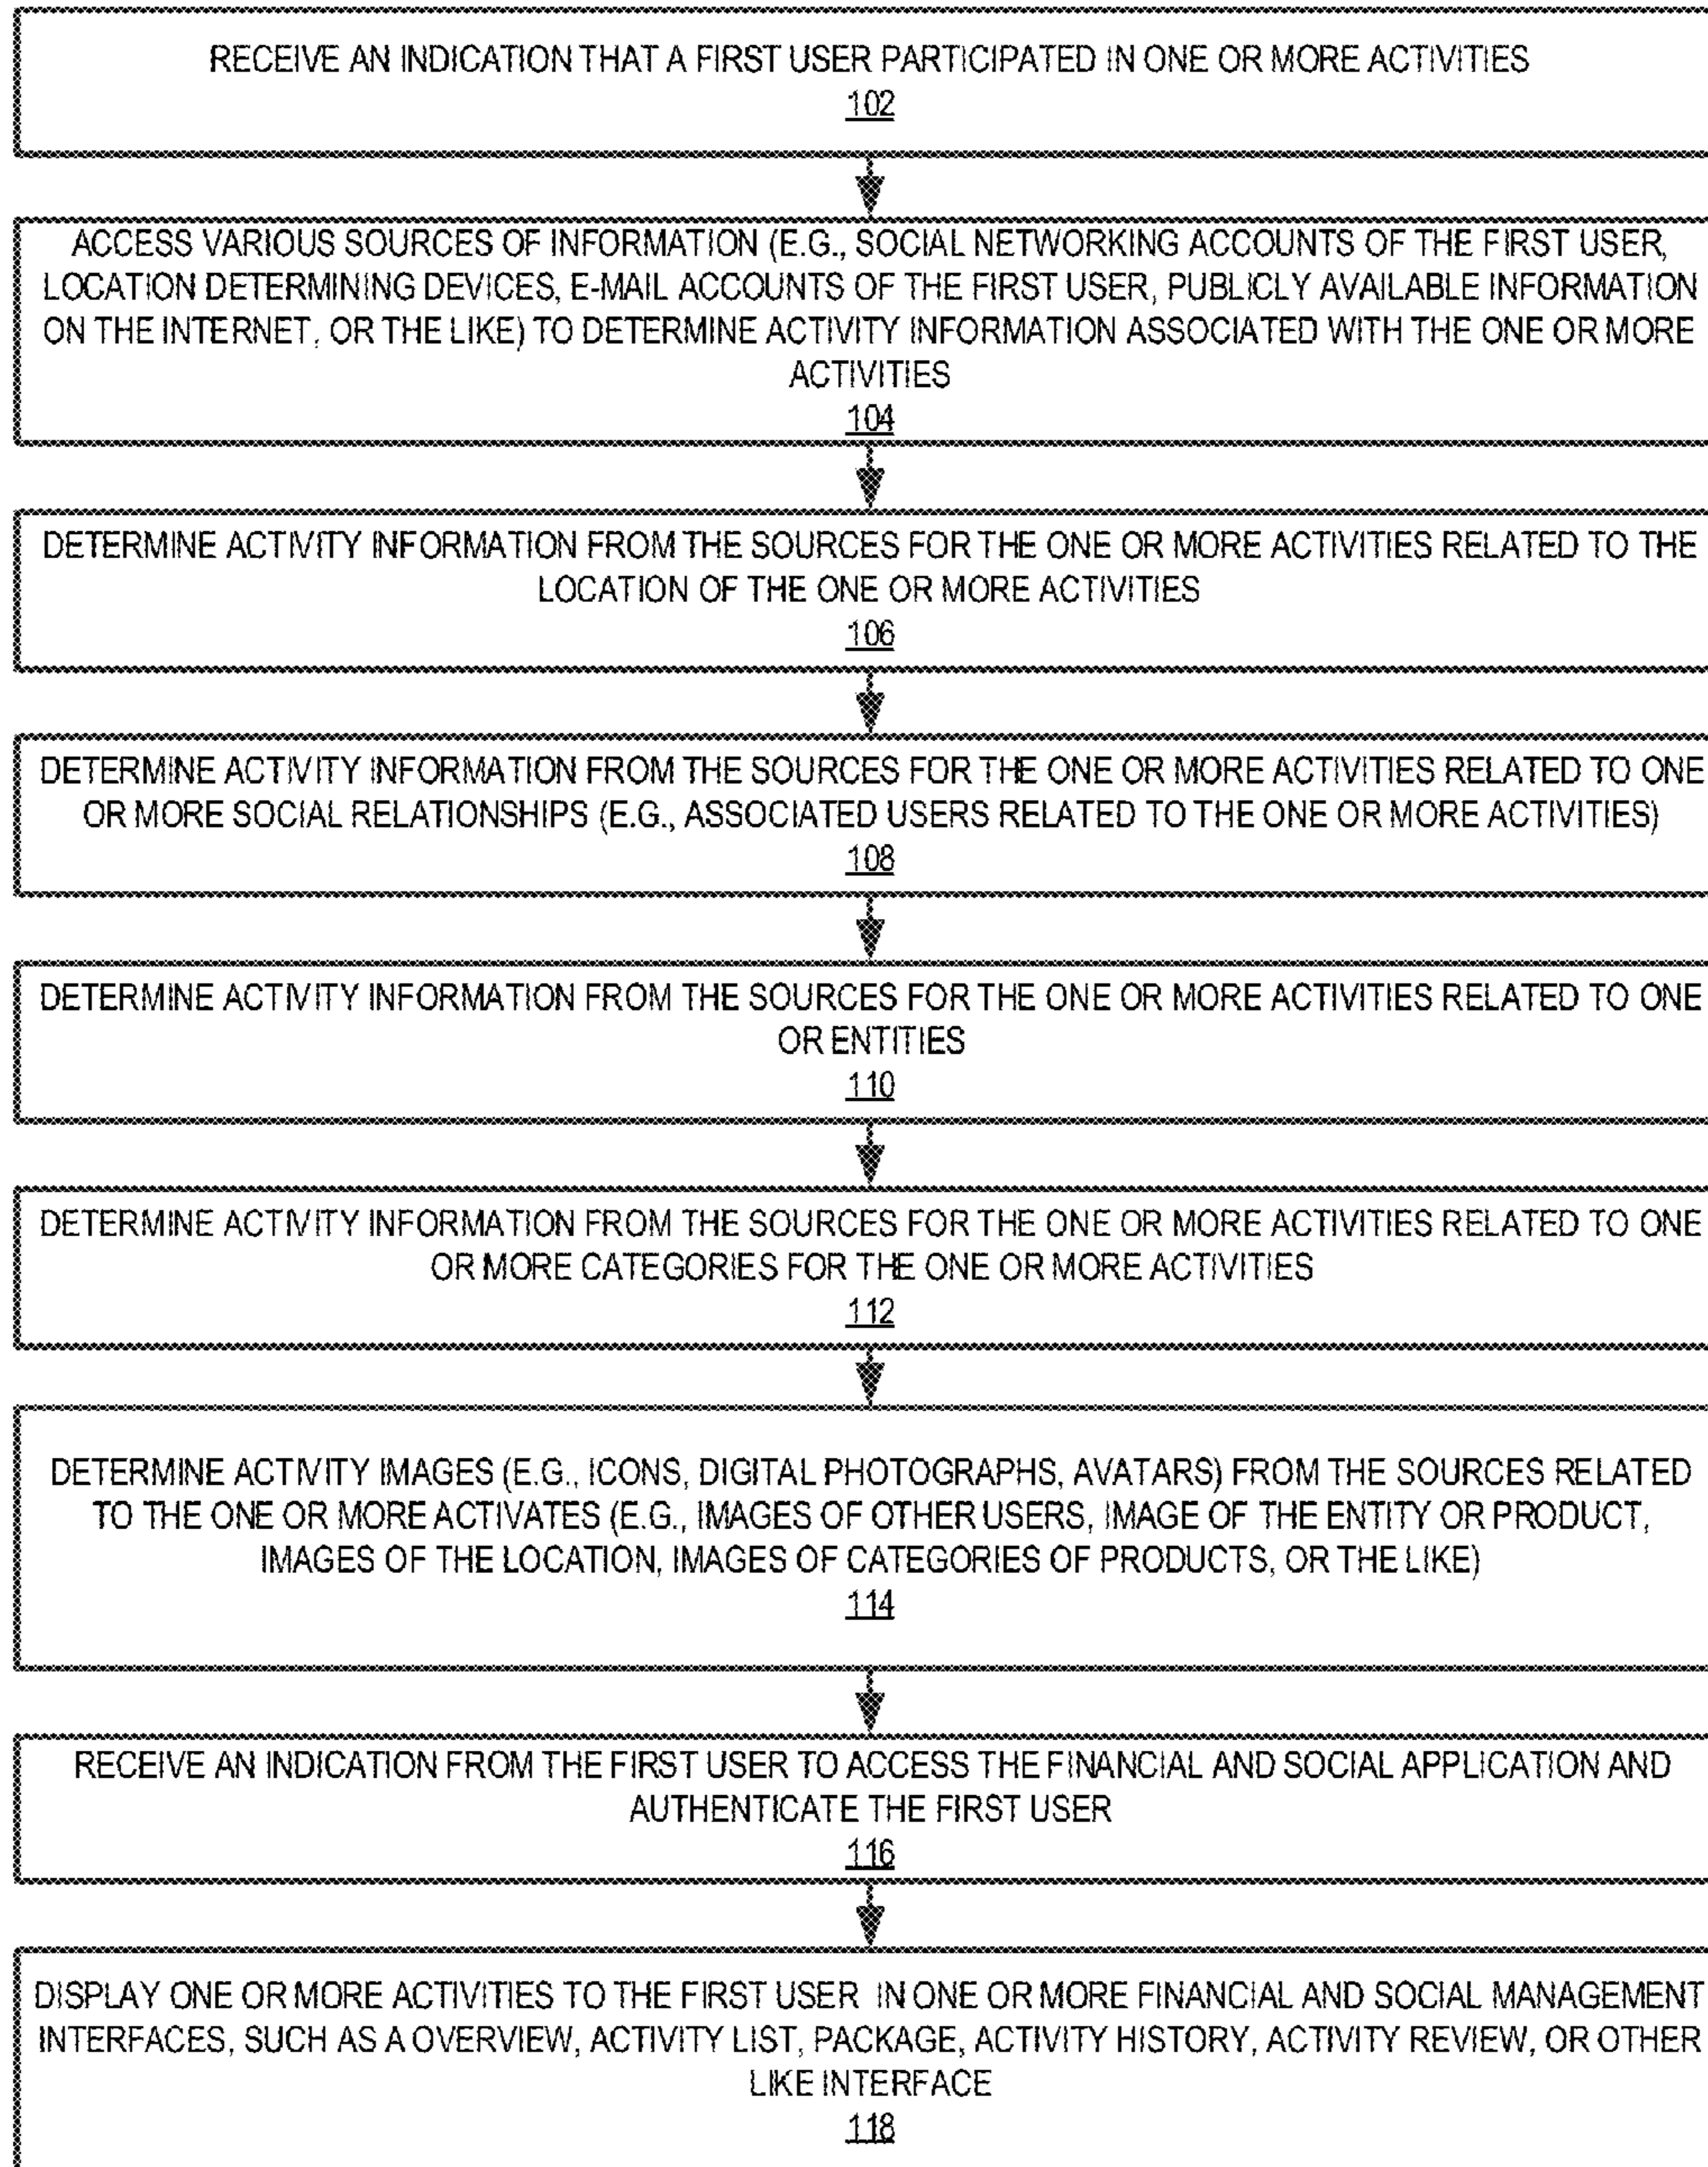 RECEIVE AN INDICATION THAT A FIRST USER PARTICIPATED IN ONE OR MORE ACTIVITIES
102
ACCESS VARIOUS SOURCES OF INFORMATION (E.G., SOCIAL NETWORKING ACCOUNTS OF THE FIRST USER,
LOCATION DETERMINING DEVICES, E-MAIL ACCOUNTS OF THE FIRST USER, PUBLICLY AVAILABLE INFORMATION
ON THE INTERNET, OR THE LIKE) TO DETERMINE ACTIVITY INFORMATION ASSOCIATED WITH THE ONE OR MORE
ACTIVITIES
104
DETERMINE ACTIVITY INFORMATION FROM THE SOURCES FOR THE ONE OR MORE ACTIVITIES RELATED TO THE
LOCATION OF THE ONE OR MORE ACTIVITIES
106
DETERMINE ACTIVITY INFORMATION FROM THE SOURCES FOR THE ONE OR MORE ACTIVITIES RELATED TO ONE
OR MORE SOCIAL RELATIONSHIPS (E.G., ASSOCIATED USERS RELATED TO THE ONE OR MORE ACTIVITIES)
108
DETERMINE ACTIVITY INFORMATION FROM THE SOURCES FOR THE ONE OR MORE ACTIVITIES RELATED TO ONE
OR ENTITIES
110
DETERMINE ACTIVITY INFORMATION FROM THE SOURCES FOR THE ONE OR MORE ACTIVITIES RELATED TO ONE
OR MORE CATEGORIES FOR THE ONE OR MORE ACTIVITIES
112
DETERMINE ACTIVITY IMAGES (E.G., ICONS, DIGITAL PHOTOGRAPHS, AVATARS) FROM THE SOURCES RELATED
TO THE ONE OR MORE ACTIVATES (E.G., IMAGES OF OTHER USERS, IMAGE OF THE ENTITY OR PRODUCT,
IMAGES OF THE LOCATION, IMAGES OF CATEGORIES OF PRODUCTS, OR THE LIKE)
114
RECEIVE AN INDICATION FROM THE FIRST USER TO ACCESS THE FINANCIAL AND SOCIAL APPLICATION AND
AUTHENTICATE THE FIRST USER
116
DISPLAY ONE OR MORE ACTIVITIES TO THE FIRST USER IN ONE OR MORE FINANCIAL AND SOCIAL MANAGEMENT
INTERFACES, SUCH AS A OVERVIEW, ACTIVITY LIST, PACKAGE, ACTIVITY HISTORY, ACTIVITY REVIEW, OR OTHER
LIKE INTERFACE
118